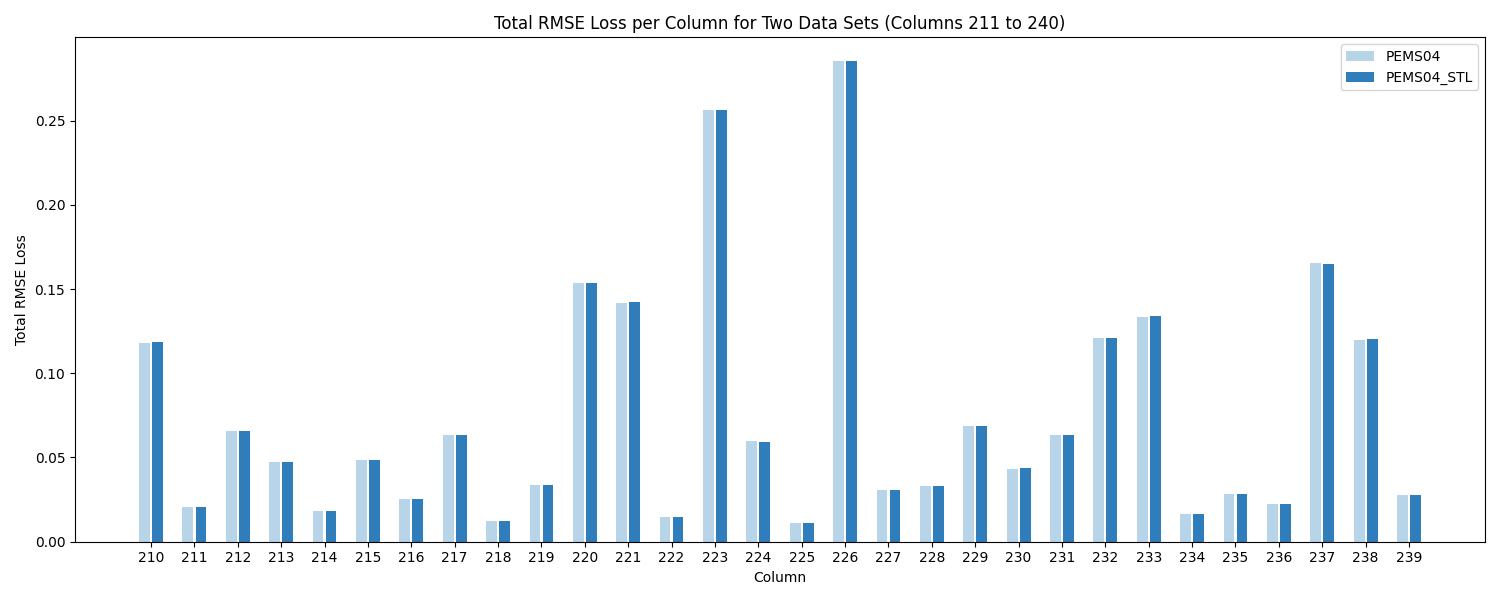 Total RMSE Loss per Column for Two Data Sets (Columns 211 to 240)
PEMS04
PEMS04_STL
Total RMSE Loss
0.25
0.20
0.15
0.10
0.05
0.00
210 211 212 213 214 215 216 217 218 219 220 221 222 223 224 225 226 227 228 229 230 231 232 233 234 235 236 237 238 239
Column